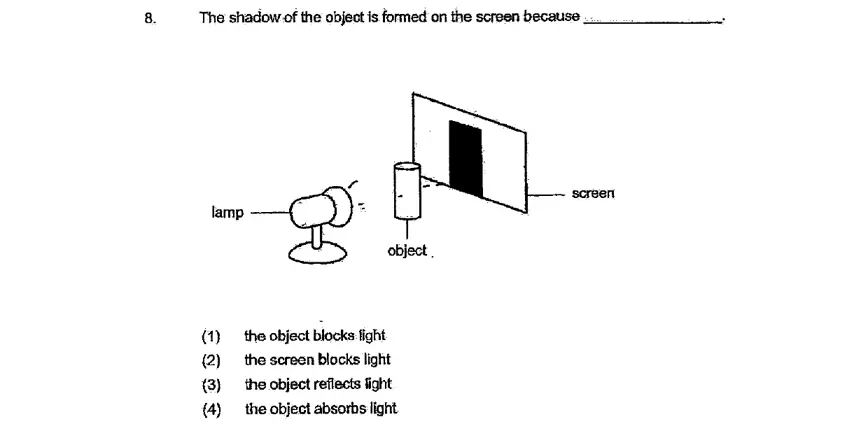 8. The shadow of the object is formed on the screen because ____________________.
screen
lamp
object
(1) the object blocks light
(2) the screen blocks light
(3) the object reflects light
(4) the object absorbs light